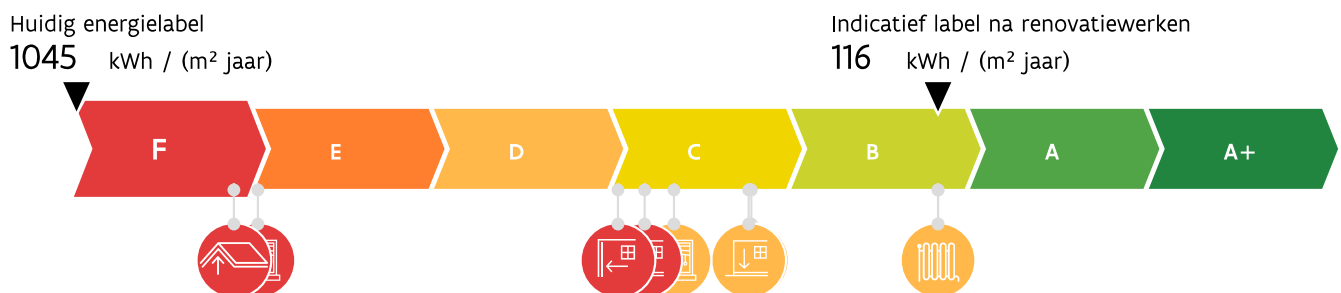 Huidig energielabel
1045 kWh / (m² jaar)
Indicatief label na renovatiewerken
116 kWh / (m² jaar)
F E D C B A A+